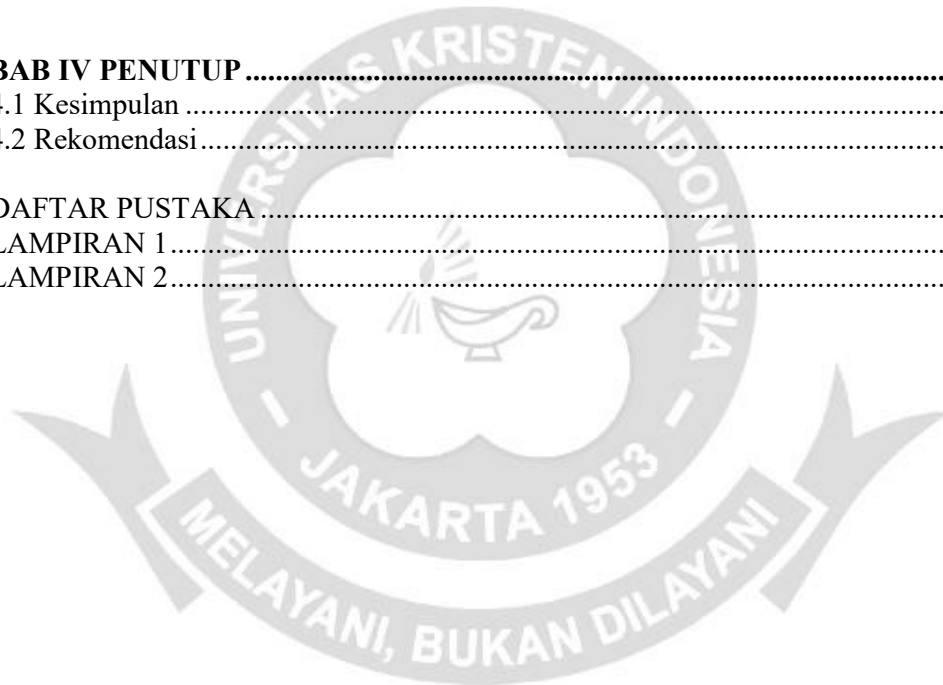 BAB IV PENUTUP ........................................................................................
4.1 Kesimpulan ........................................................................................
4.2 Rekomendasi ........................................................................................
DAFTAR PUSTAKA ........................................................................................
LAMPIRAN 1 ........................................................................................
LAMPIRAN 2 ........................................................................................
UNIVERSITAS KRISTEN INDONESIA
- JAKARTA 1953 -
MELAYANI, BUKAN DILAYANI